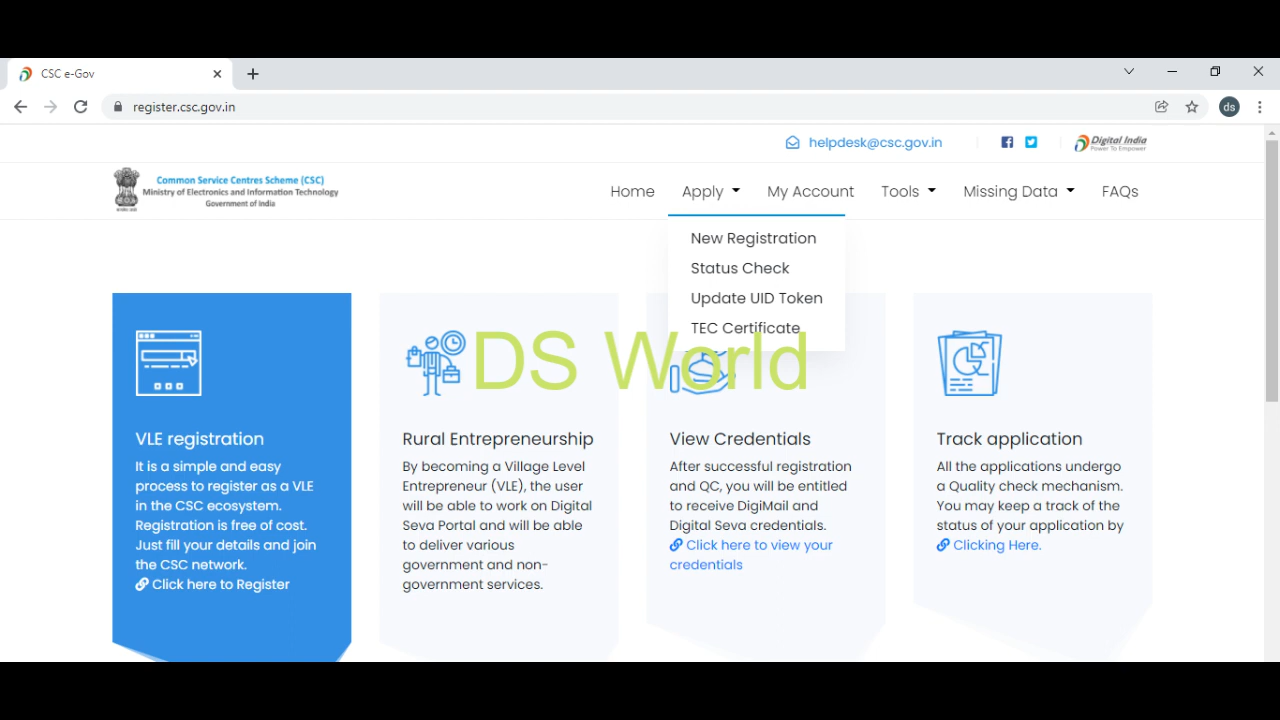 CSC e-Gov
register.csc.gov.in
ds
helpdesk@csc.gov.in
Digital India
Power To Empower
Common Service Centres Scheme (CSC)
Ministry of Electronics and Information Technology
Government of India
Home Apply My Account Tools Missing Data FAQs
New Registration
Status Check
Update UID Token
TEC Certificate
DS World
VLE registration
It is a simple and easy
process to register as a VLE
in the CSC ecosystem.
Registration is free of cost.
Just fill your details and join
the CSC network.
Click here to Register
Rural Entrepreneurship
By becoming a Village Level
Entrepreneur (VLE), the user
will be able to work on Digital
Seva Portal and will be able
to deliver various
government and non-
government services.
View Credentials
After successful registration
and QC, you will be entitled
to receive DigiMail and
Digital Seva credentials.
Click here to view your
credentials
Track application
All the applications undergo
a Quality check mechanism.
You may keep a track of the
status of your application by
Clicking Here.